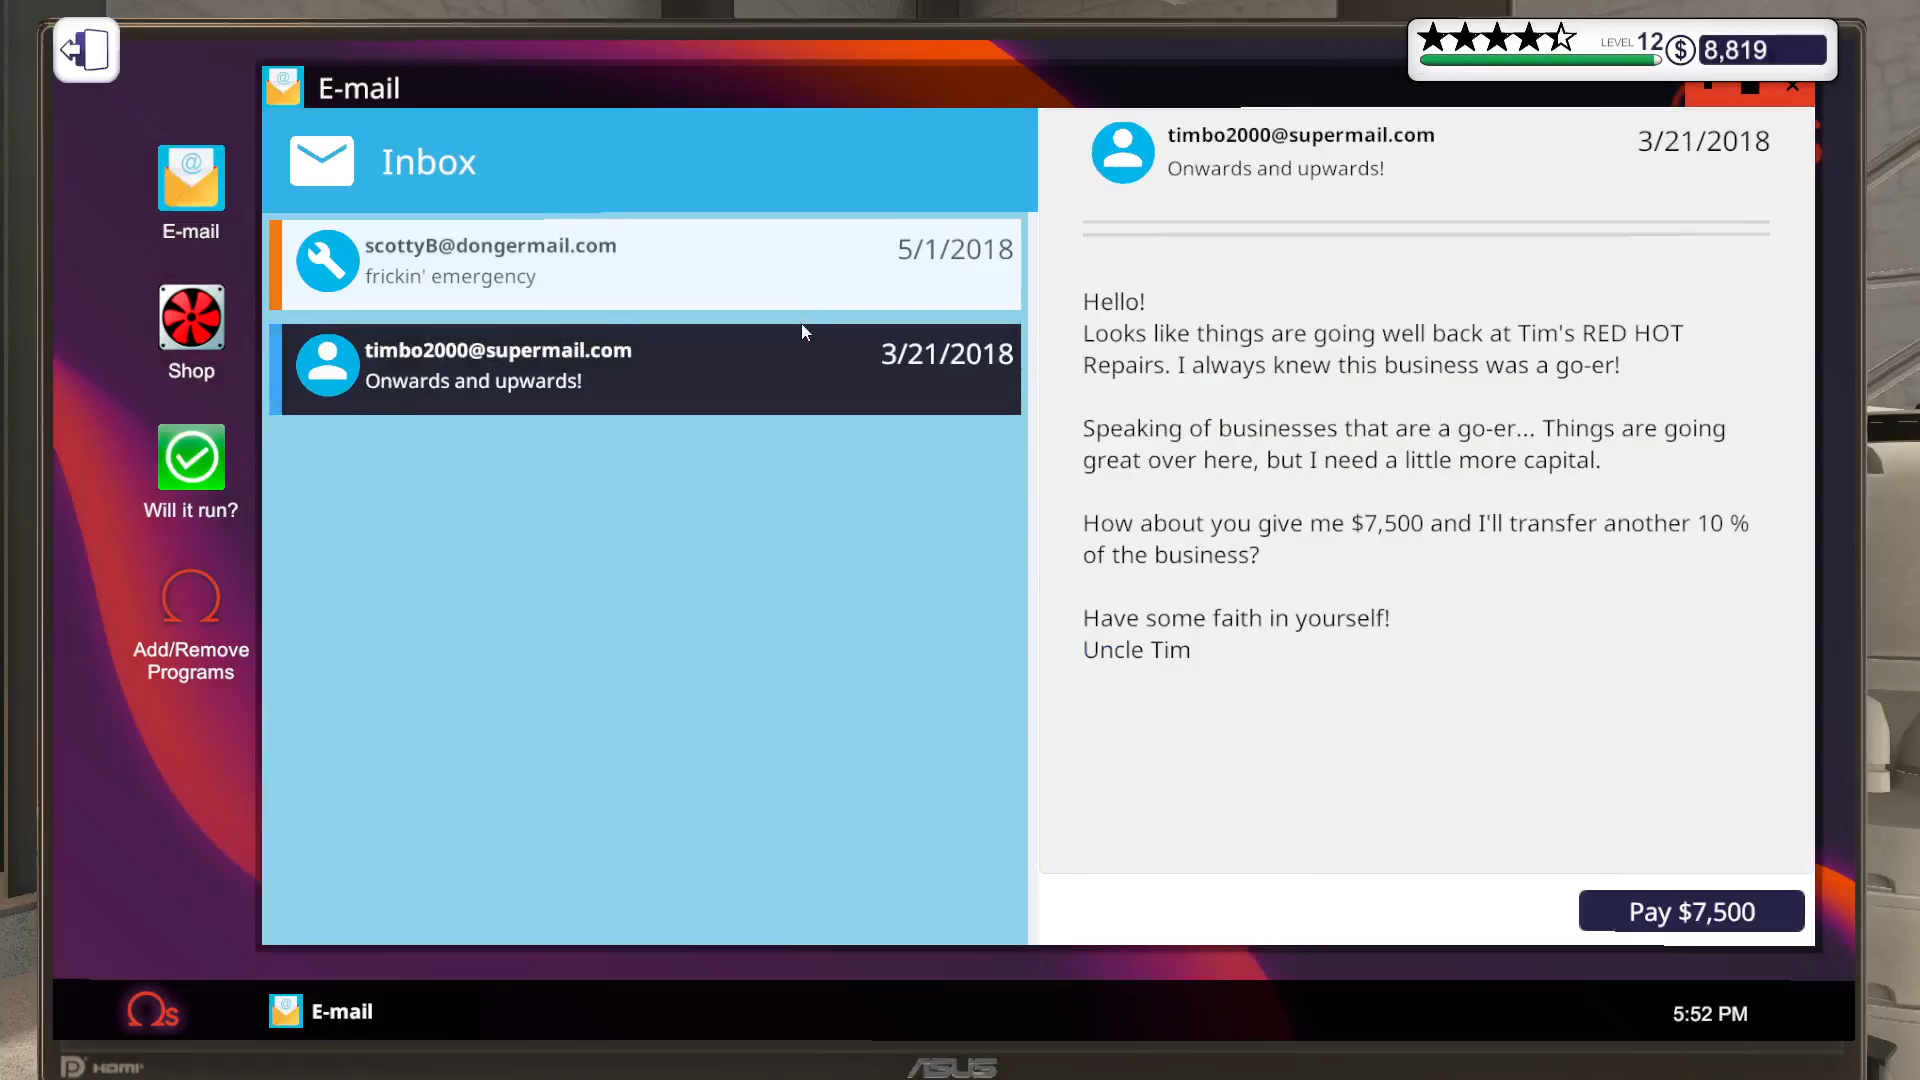 LEVEL 12
$ 8,819
E-mail
Inbox
scottyB@dongermail.com
5/1/2018
frickin' emergency
timbo2000@supermail.com
3/21/2018
Onwards and upwards!
timbo2000@supermail.com
3/21/2018
Onwards and upwards!
Hello!
Looks like things are going well back at Tim's RED HOT
Repairs. I always knew this business was a go-er!
Speaking of businesses that are a go-er... Things are going
great over here, but I need a little more capital.
How about you give me $7,500 and I'll transfer another 10 %
of the business?
Have some faith in yourself!
Uncle Tim
Pay $7,500
E-mail
Shop
Will it run?
Add/Remove
Programs
Ωs
E-mail
5:52 PM
HDMI
ASUS